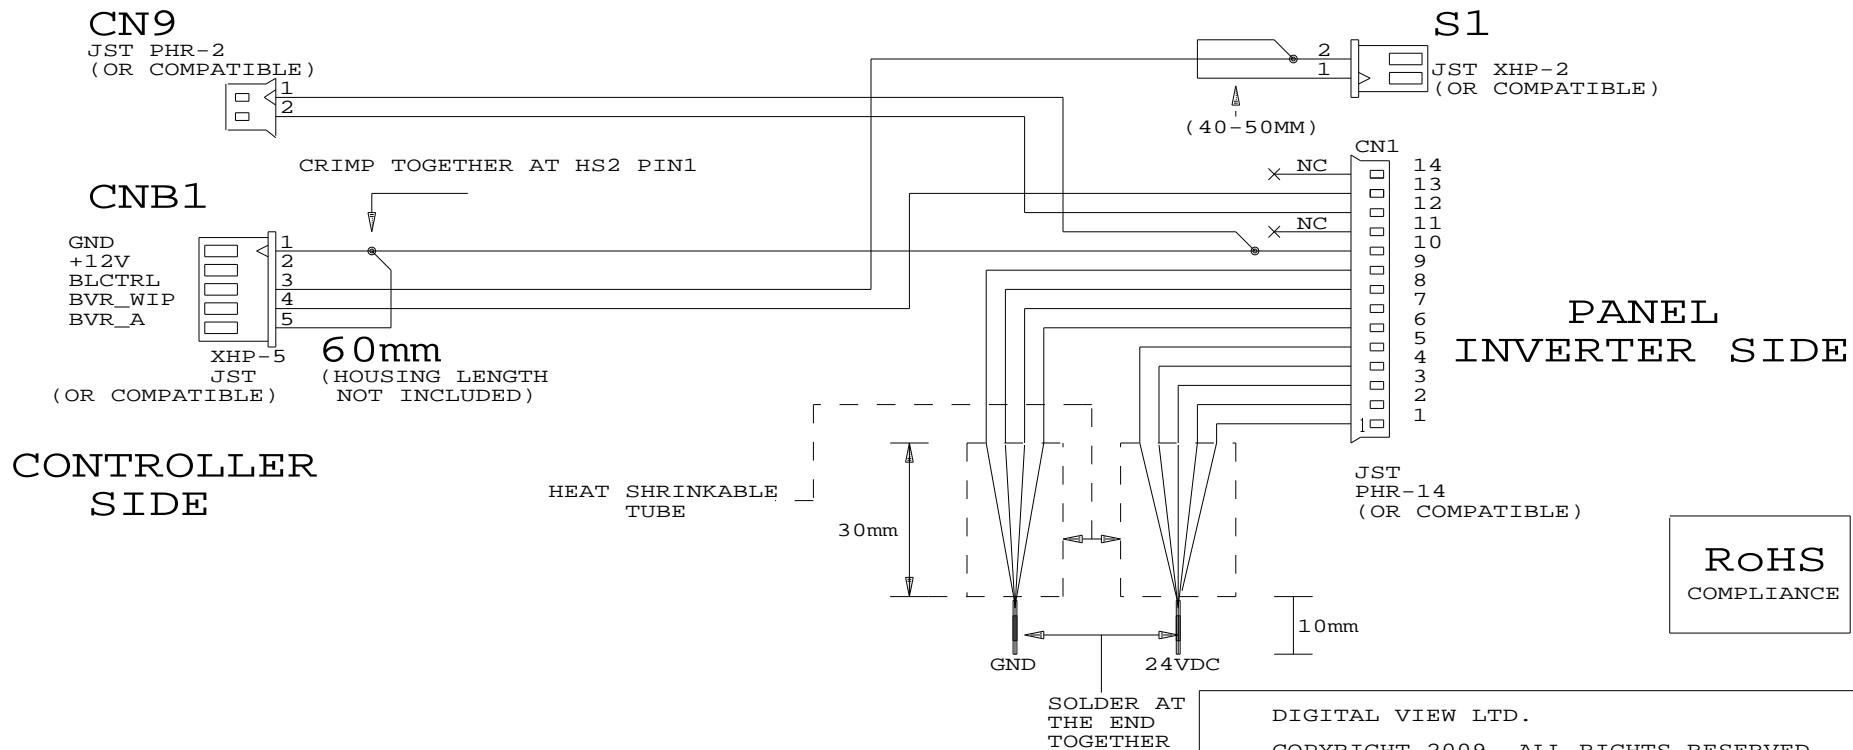 CN9
JST PHR-2
(OR COMPATIBLE)
1
2
CRIMP TOGETHER AT HS2 PIN1
CNB1
GND
+12V
BLCTRL
BVR_WIP
BVR_A
1
2
3
4
5
XHP-5
JST
(OR COMPATIBLE)
60mm
(HOUSING LENGTH
NOT INCLUDED)
CONTROLLER
SIDE
HEAT SHRINKABLE
TUBE
30mm
GND
24VDC
10mm
SOLDER AT
THE END
TOGETHER
S1
2
1
JST XHP-2
(OR COMPATIBLE)
(40-50MM)
CN1
NC
NC
14
13
12
11
10
9
8
7
6
5
4
3
2
1
1
JST
PHR-14
(OR COMPATIBLE)
PANEL
INVERTER SIDE
RoHS
COMPLIANCE
DIGITAL VIEW LTD.